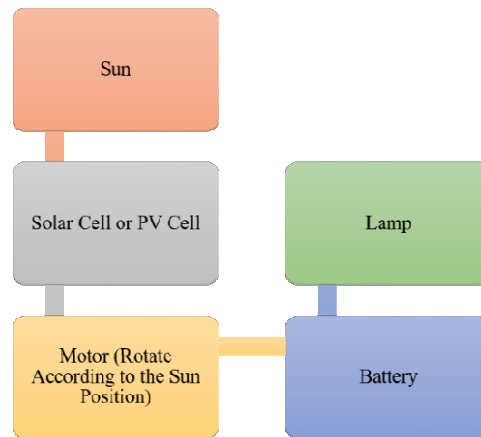 Sun
Solar Cell or PV Cell
Lamp
Motor (Rotate
According to the Sun
Position)
Battery